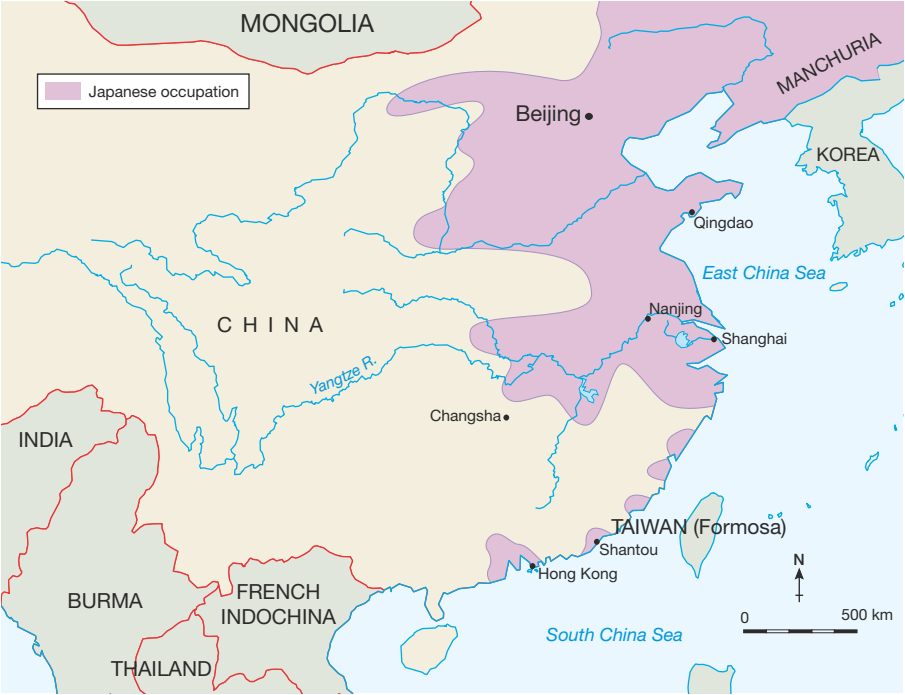 MONGOLIA
Japanese occupation
MANCHURIA
Beijing
KOREA
Qingdao
East China Sea
Nanjing
CHINA
Shanghai
Yangtze R.
Changsha
INDIA
TAIWAN (Formosa)
Shantou
N
Hong Kong
BURMA
FRENCH
INDOCHINA
0 500 km
South China Sea
THAILAND